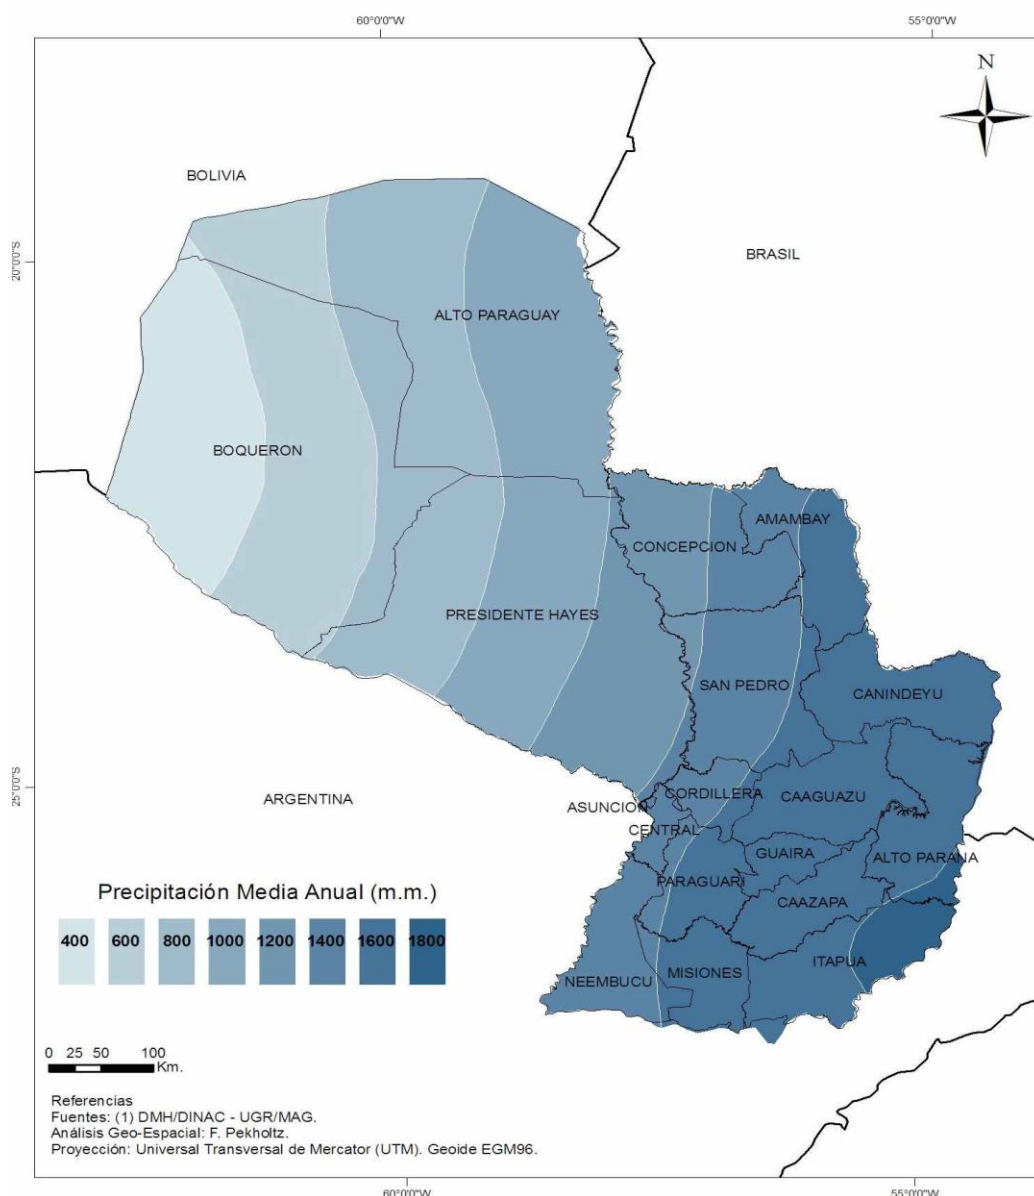 60°0'0"W
55°0'0"W
N
BOLIVIA
BRASIL
20°0'0"S
ALTO PARAGUAY
BOQUERON
AMAMBAY
CONCEPCION
PRESIDENTE HAYES
SAN PEDRO
CANINDEYU
25°0'0"S
ARGENTINA
ASUNCION
CORDILLERA
CAAGUAZU
CENTRAL
GUAIRA
ALTO PARANA
PARAGUARI
CAAZAPA
ITAPUA
MISIONES
NEEMBUCU
Precipitación Media Anual (m.m.)
400 600 800 1000 1200 1400 1600 1800
0 25 50 100
Km.
Referencias
Fuentes: (1) DMH/DINAC - UGR/MAG.
Análisis Geo-Espacial: F. Pekholtz.
Proyección: Universal Transversal de Mercator (UTM). Geoide EGM96.
60°0'0"W
55°0'0"W